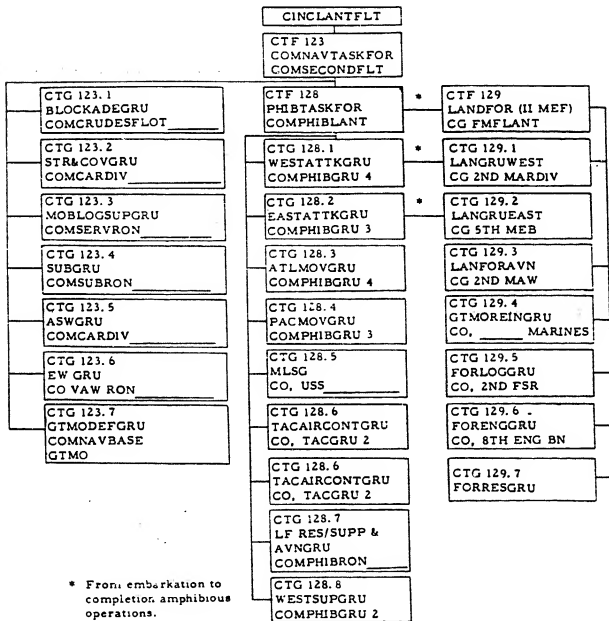 CINCLANTFLT
CTF 123
COMNAVTASKFOR
COMSECONDFLT
CTG 123.1
BLOCKADEGRU
COMCRUDESFLOT
CTG 123.2
STR&COVGRU
COMCARDIV
CTG 123.3
MOBLOGSUPGRU
COMSERVRON
CTG 123.4
SUBGRU
COMSUBRON
CTG 123.5
ASWGRU
COMCARDIV
CTG 123.6
EW GRU
CO VAW RON
CTG 123.7
GTMODEFGRU
COMNAVBASE
GTMO
CTF 128
PHIBTASKFOR
COMPHIBLANT
*
CTG 128.1
WESTATTKGRU
COMPHIBGRU 4
*
CTG 128.2
EASTATTKGRU
COMPHIBGRU 3
*
CTG 128.3
ATLMOVGRU
COMPHIBGRU 4
CTG 128.4
PACMOVGRU
COMPHIBGRU 3
CTG 128.5
MLSG
CO, USS
CTG 128.6
TACAIRCONTGRU
CO, TACGRU 2
CTG 128.6
TACAIRCONTGRU
CO, TACGRU 2
CTG 128.7
LF RES/SUPP &
AVNGRU
COMPHIBRON
CTG 128.8
WESTSUPGRU
COMPHIBGRU 2
CTF 129
LANDFOR (II MEF)
CG FMFLANT
CTG 129.1
LANGRUWEST
CG 2ND MARDIV
CTG 129.2
LANGRUEAST
CG 5TH MEB
CTG 129.3
LANFORAVN
CG 2ND MAW
CTG 129.4
GTMOREINGRU
CO, ____ MARINES
CTG 129.5
FORLOGGRU
CO, 2ND FSR
CTG 129.6
FORENGGRU
CO, 8TH ENG BN
CTG 129.7
FORRESGRU
* From embarkation to
completion amphibious
operations.